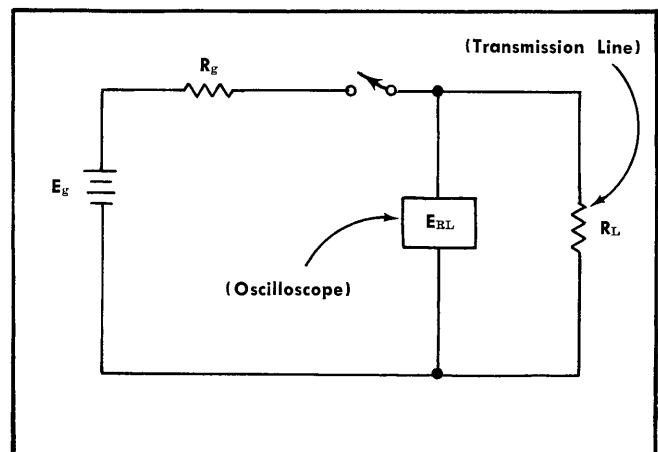 (Transmission Line)
Rg
Eg
ERL
RL
(Oscilloscope)